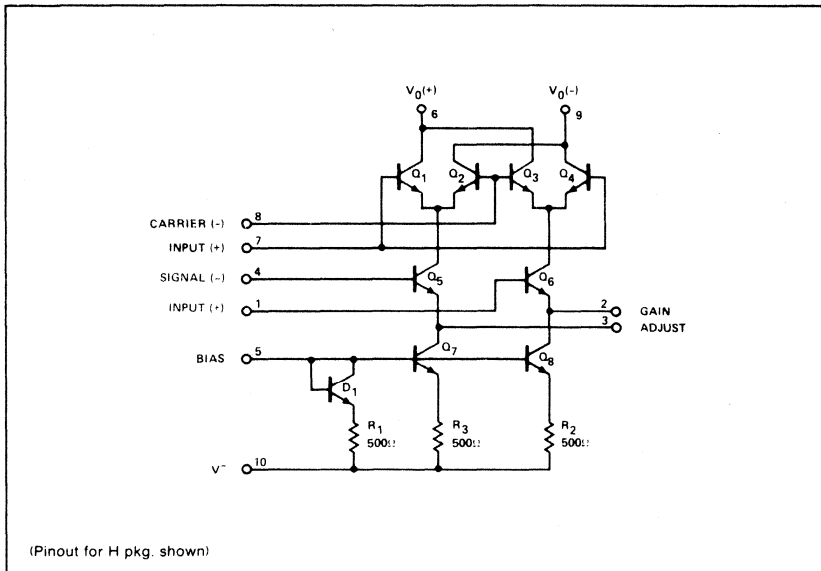 V0(+)
6
V0(-)
9
Q1
Q2
Q3
Q4
CARRIER (-) 8
INPUT (+) 7
SIGNAL (-) 4
Q5
Q6
INPUT (+) 1
2 GAIN
3 ADJUST
BIAS 5
Q7
Q8
D1
R1
500Ω
R3
500Ω
R2
500Ω
V- 10
(Pinout for H pkg. shown)